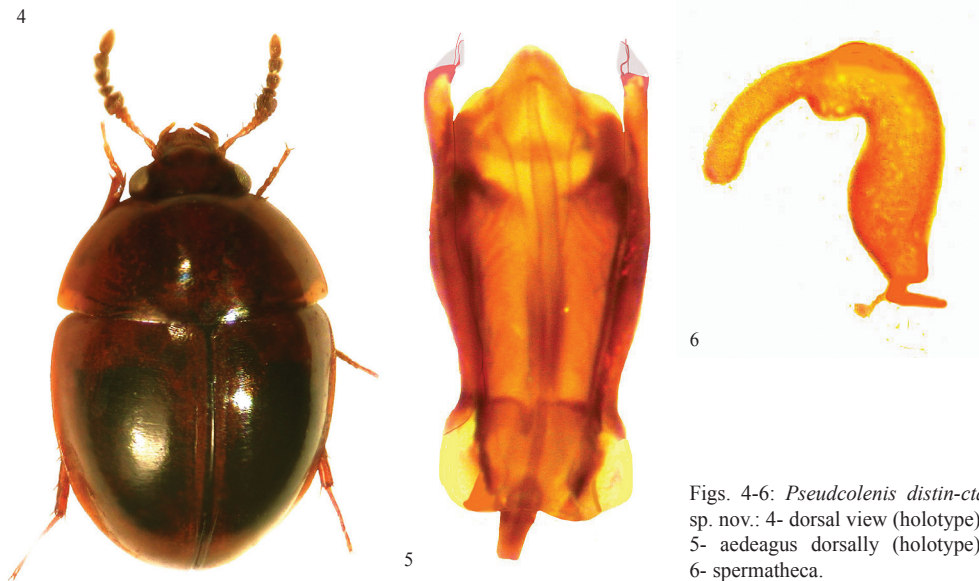 4
5
6
Figs. 4-6: Pseudcolenis distin-cta
sp. nov.: 4- dorsal view (holotype)
5- aedeagus dorsally (holotype)
6- spermatheca.